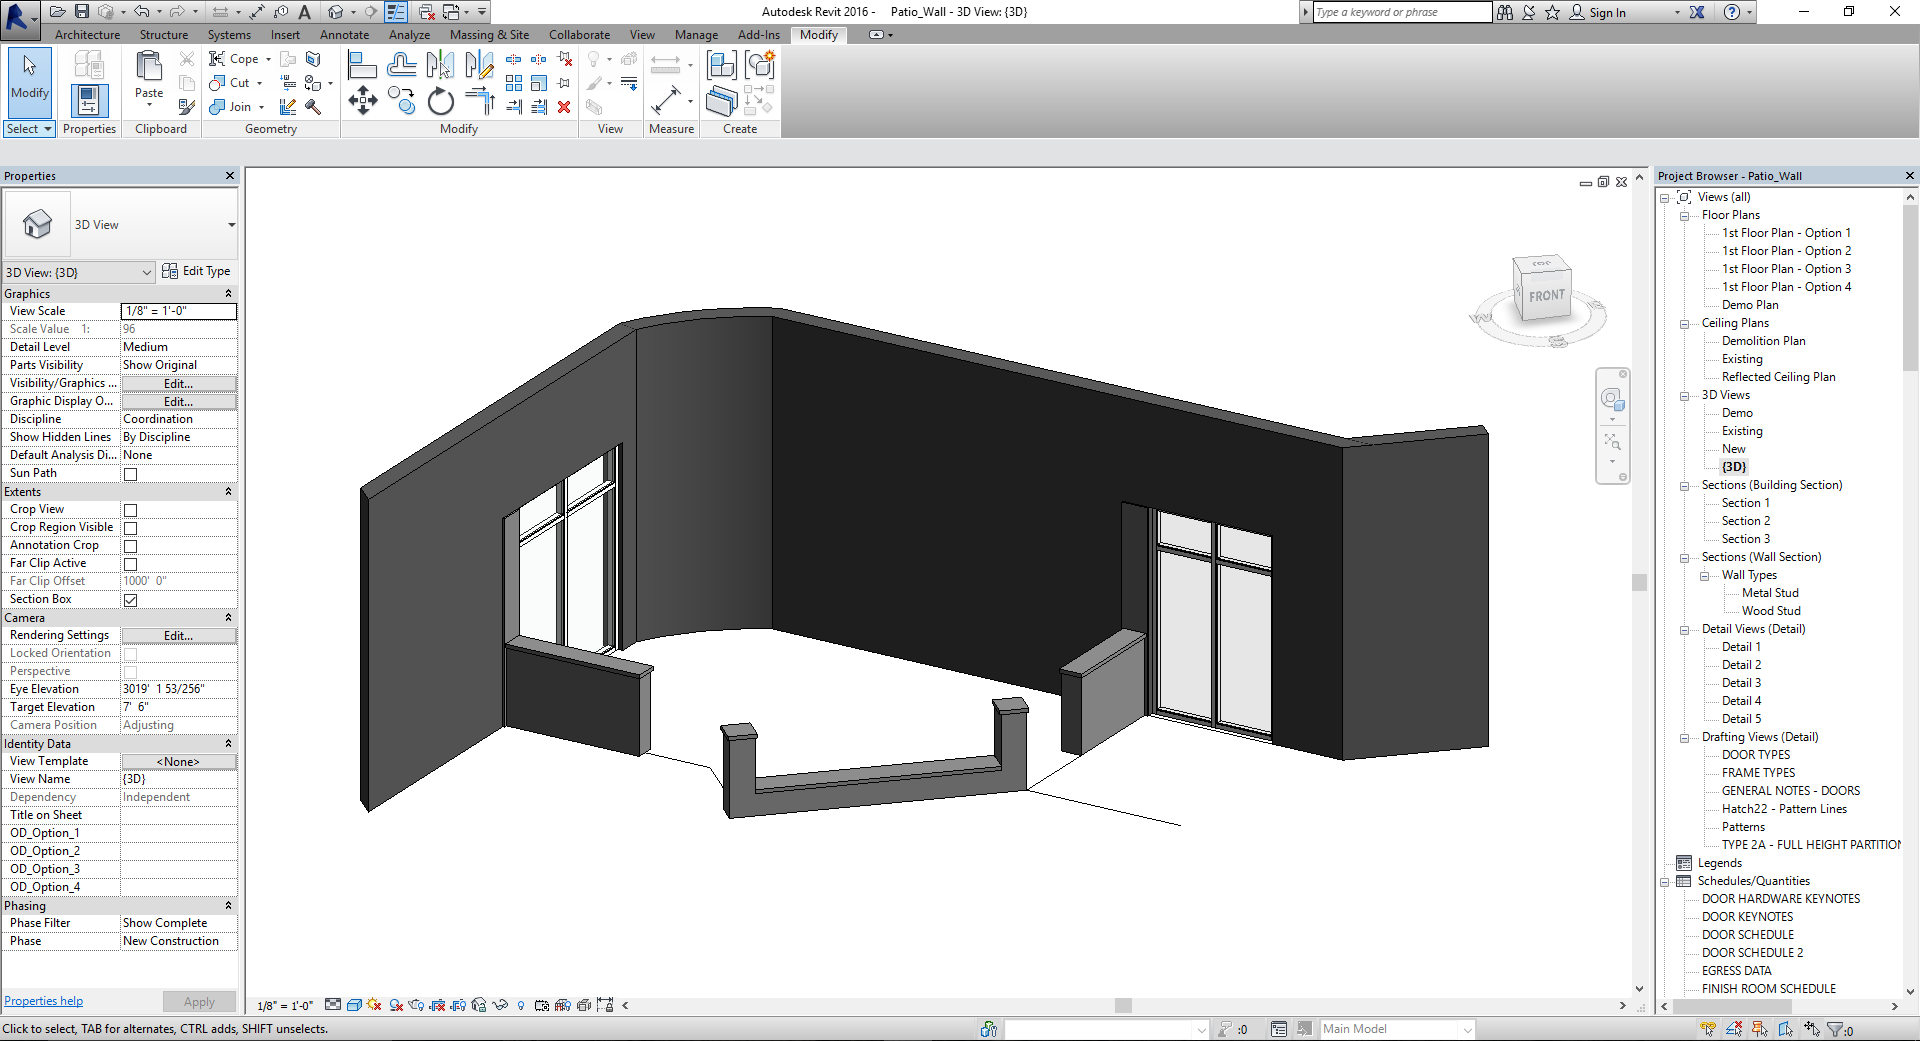 Autodesk Revit 2016 -     Patio_Wall - 3D View: {3D}
Type a keyword or phrase
Sign In
Architecture Structure Systems Insert Annotate Analyze Massing & Site Collaborate View Manage Add-Ins Modify
Modify
Paste
Cope
Cut
Join
Select Properties Clipboard Geometry Modify View Measure Create
Properties
3D View
3D View: {3D}
Edit Type
Graphics
View Scale 1/8" = 1'-0"
Scale Value 1: 96
Detail Level Medium
Parts Visibility Show Original
Visibility/Graphics ... Edit...
Graphic Display O... Edit...
Discipline Coordination
Show Hidden Lines By Discipline
Default Analysis Di... None
Sun Path
Extents
Crop View
Crop Region Visible
Annotation Crop
Far Clip Active
Far Clip Offset 1000' 0"
Section Box
Camera
Rendering Settings Edit...
Locked Orientation
Perspective
Eye Elevation 3019' 1 53/256"
Target Elevation 7' 6"
Camera Position Adjusting
Identity Data
View Template <None>
View Name {3D}
Dependency Independent
Title on Sheet
OD_Option_1
OD_Option_2
OD_Option_3
OD_Option_4
Phasing
Phase Filter Show Complete
Phase New Construction
Properties help
Apply
TOP
FRONT
W
S
Project Browser - Patio_Wall
Views (all)
Floor Plans
1st Floor Plan - Option 1
1st Floor Plan - Option 2
1st Floor Plan - Option 3
1st Floor Plan - Option 4
Demo Plan
Ceiling Plans
Demolition Plan
Existing
Reflected Ceiling Plan
3D Views
Demo
Existing
New
{3D}
Sections (Building Section)
Section 1
Section 2
Section 3
Sections (Wall Section)
Wall Types
Metal Stud
Wood Stud
Detail Views (Detail)
Detail 1
Detail 2
Detail 3
Detail 4
Detail 5
Drafting Views (Detail)
DOOR TYPES
FRAME TYPES
GENERAL NOTES - DOORS
Hatch22 - Pattern Lines
Patterns
TYPE 2A - FULL HEIGHT PARTITION
Legends
Schedules/Quantities
DOOR HARDWARE KEYNOTES
DOOR KEYNOTES
DOOR SCHEDULE
DOOR SCHEDULE 2
EGRESS DATA
FINISH ROOM SCHEDULE
1/8" = 1'-0"
Click to select, TAB for alternates, CTRL adds, SHIFT unselects.
:0
Main Model
:0